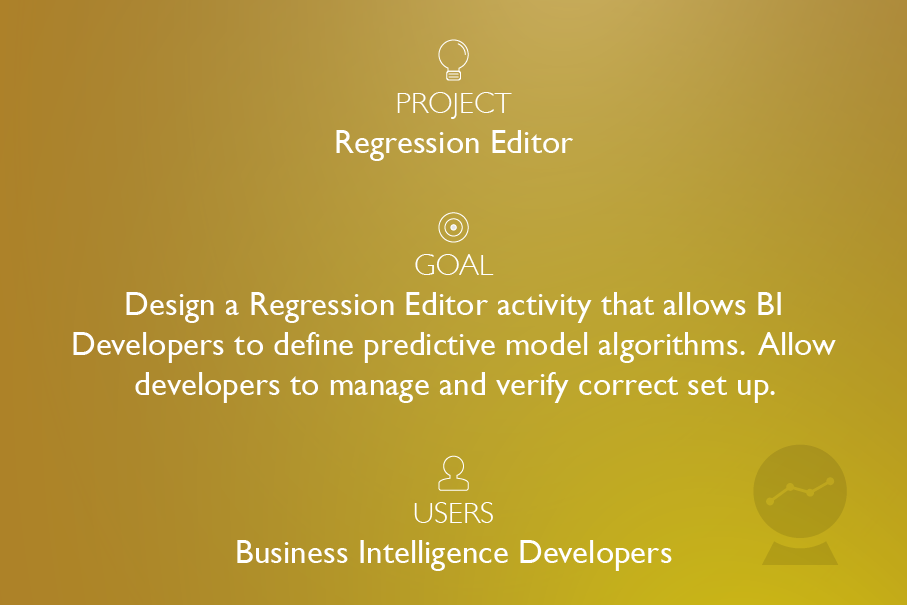 PROJECT
Regression Editor
GOAL
Design a Regression Editor activity that allows BI
Developers to define predictive model algorithms.  Allow
developers to manage and verify correct set up.
USERS
Business Intelligence Developers